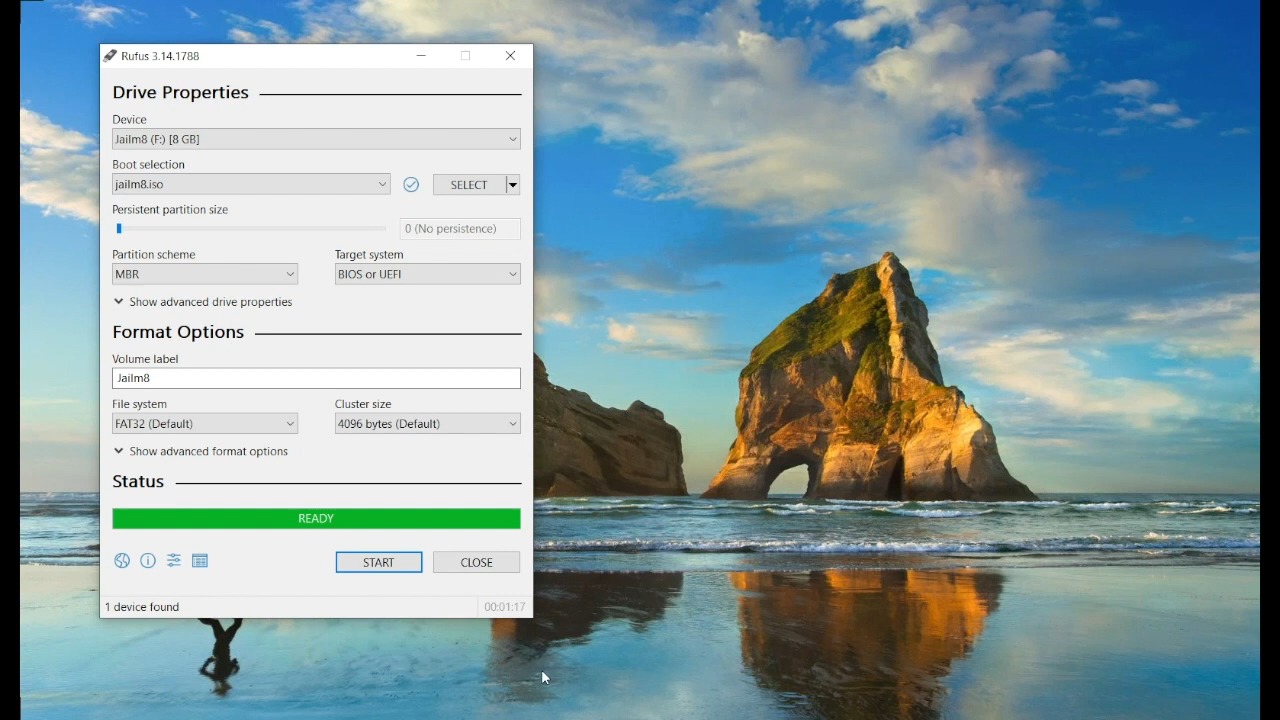 Rufus 3.14.1788
Drive Properties
Device
Jailm8 (F:) [8 GB]
Boot selection
jailm8.iso
SELECT
Persistent partition size
0 (No persistence)
Partition scheme
Target system
MBR
BIOS or UEFI
Show advanced drive properties
Format Options
Volume label
Jailm8
File system
Cluster size
FAT32 (Default)
4096 bytes (Default)
Show advanced format options
Status
READY
START
CLOSE
1 device found
00:01:17